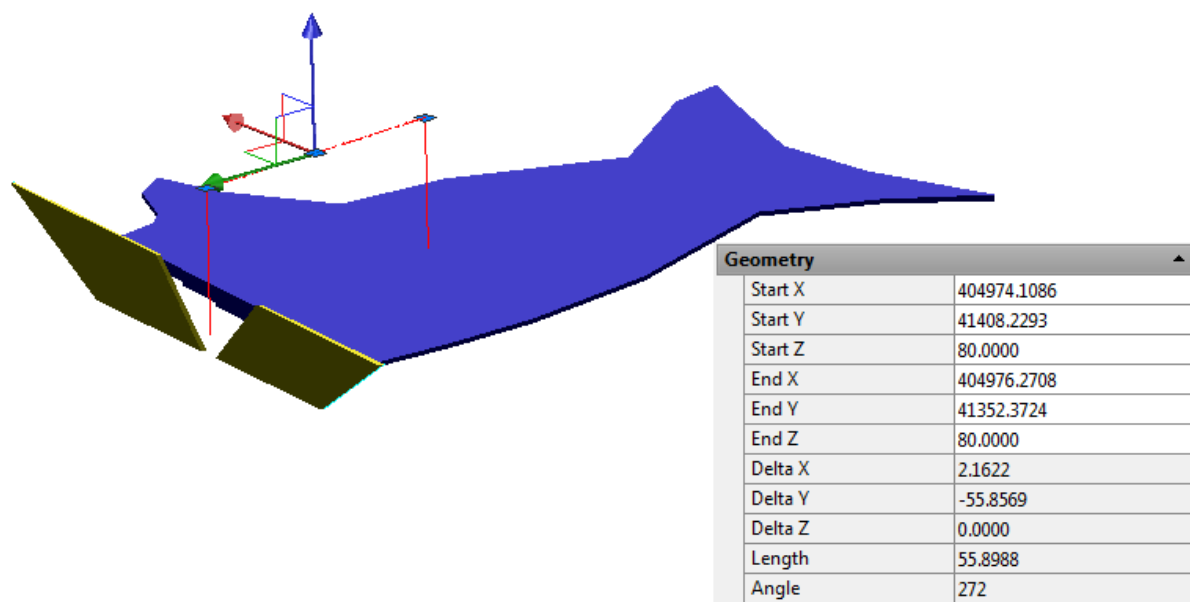 Geometry
Start X 404974.1086
Start Y 41408.2293
Start Z 80.0000
End X 404976.2708
End Y 41352.3724
End Z 80.0000
Delta X 2.1622
Delta Y -55.8569
Delta Z 0.0000
Length 55.8988
Angle 272